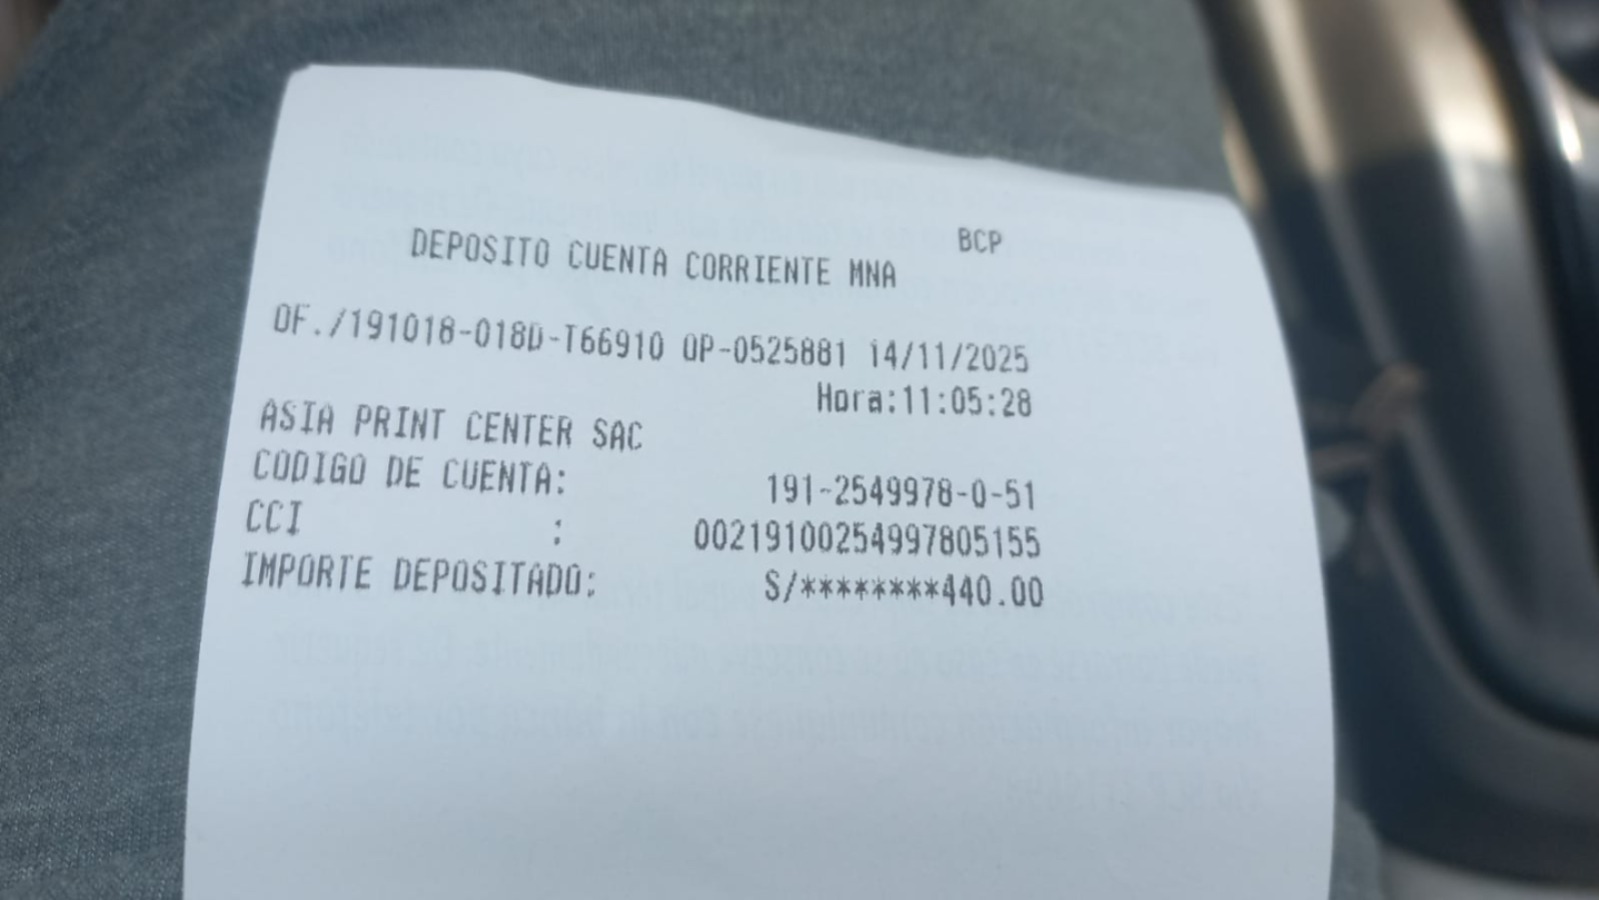 BCP
DEPOSITO CUENTA CORRIENTE MNA
OF./191018-018D-T66910 OP-0525881 14/11/2025
Hora:11:05:28
ASIA PRINT CENTER SAC
CODIGO DE CUENTA: 191-2549978-0-51
CCI : 00219100254997805155
IMPORTE DEPOSITADO: S/********440.00